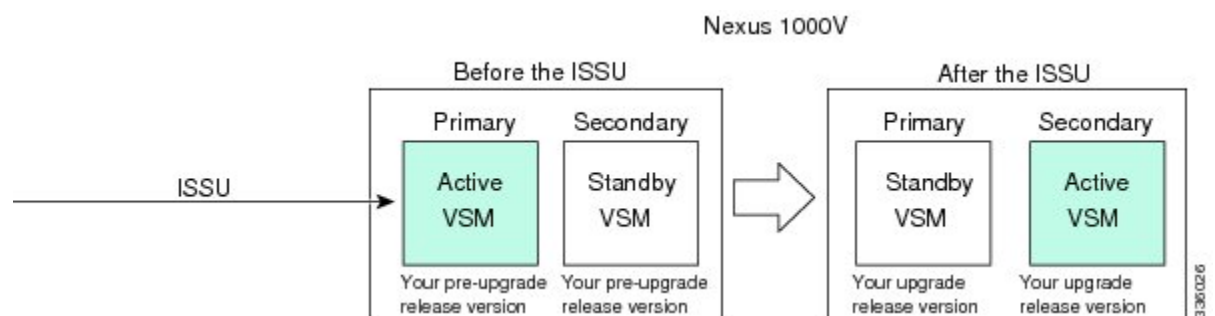 Nexus 1000V
Before the ISSU
After the ISSU
Primary
Secondary
Primary
Secondary
ISSU
Active
VSM
Standby
VSM
Standby
VSM
Active
VSM
Your pre-upgrade
release version
Your pre-upgrade
release version
Your upgrade
release version
Your upgrade
release version
336026